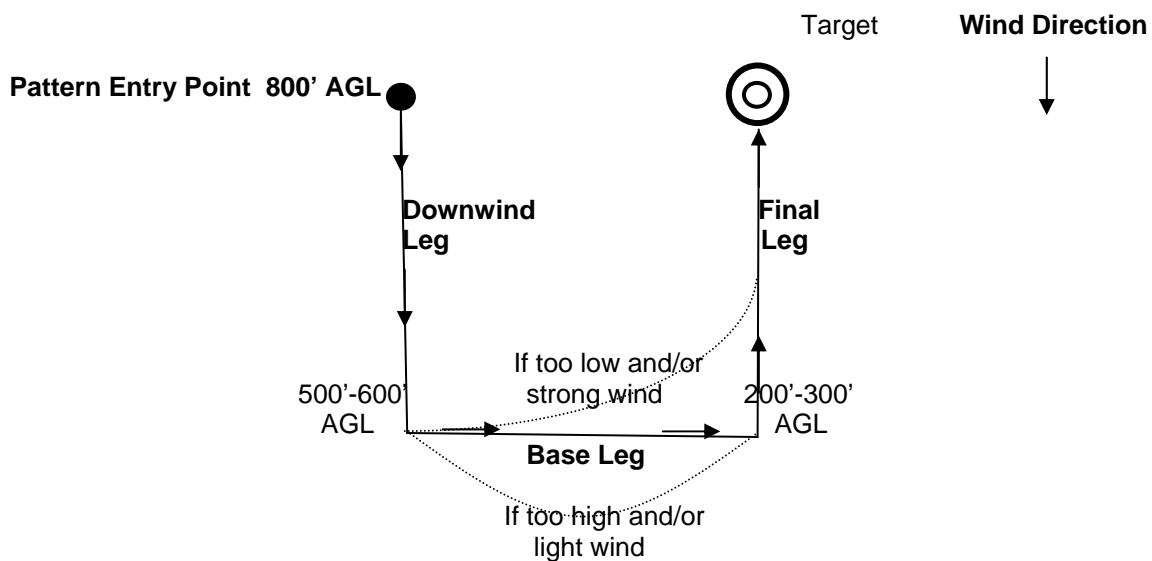 Target
Wind Direction
Pattern Entry Point  800’ AGL
Downwind
Leg
Final
Leg
If too low and/or
strong wind
500’-600’
AGL
200’-300’
AGL
Base Leg
If too high and/or
light wind